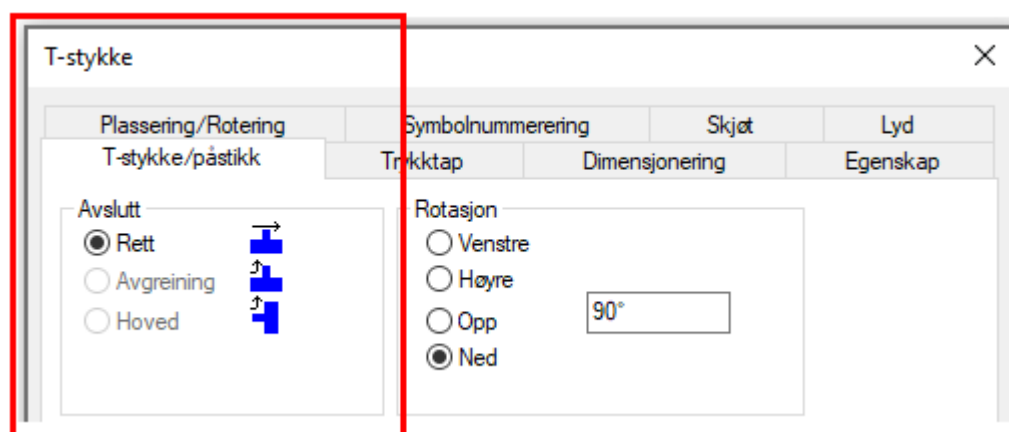 T-stykke
Plassering/Rotering Symbolnummerering Skjøt Lyd
T-stykke/påstikk Trykktap Dimensjonering Egenskap
Avslutt
Rett
Avgreining
Hoved
Rotasjon
Venstre
Høyre
Opp
Ned
90°